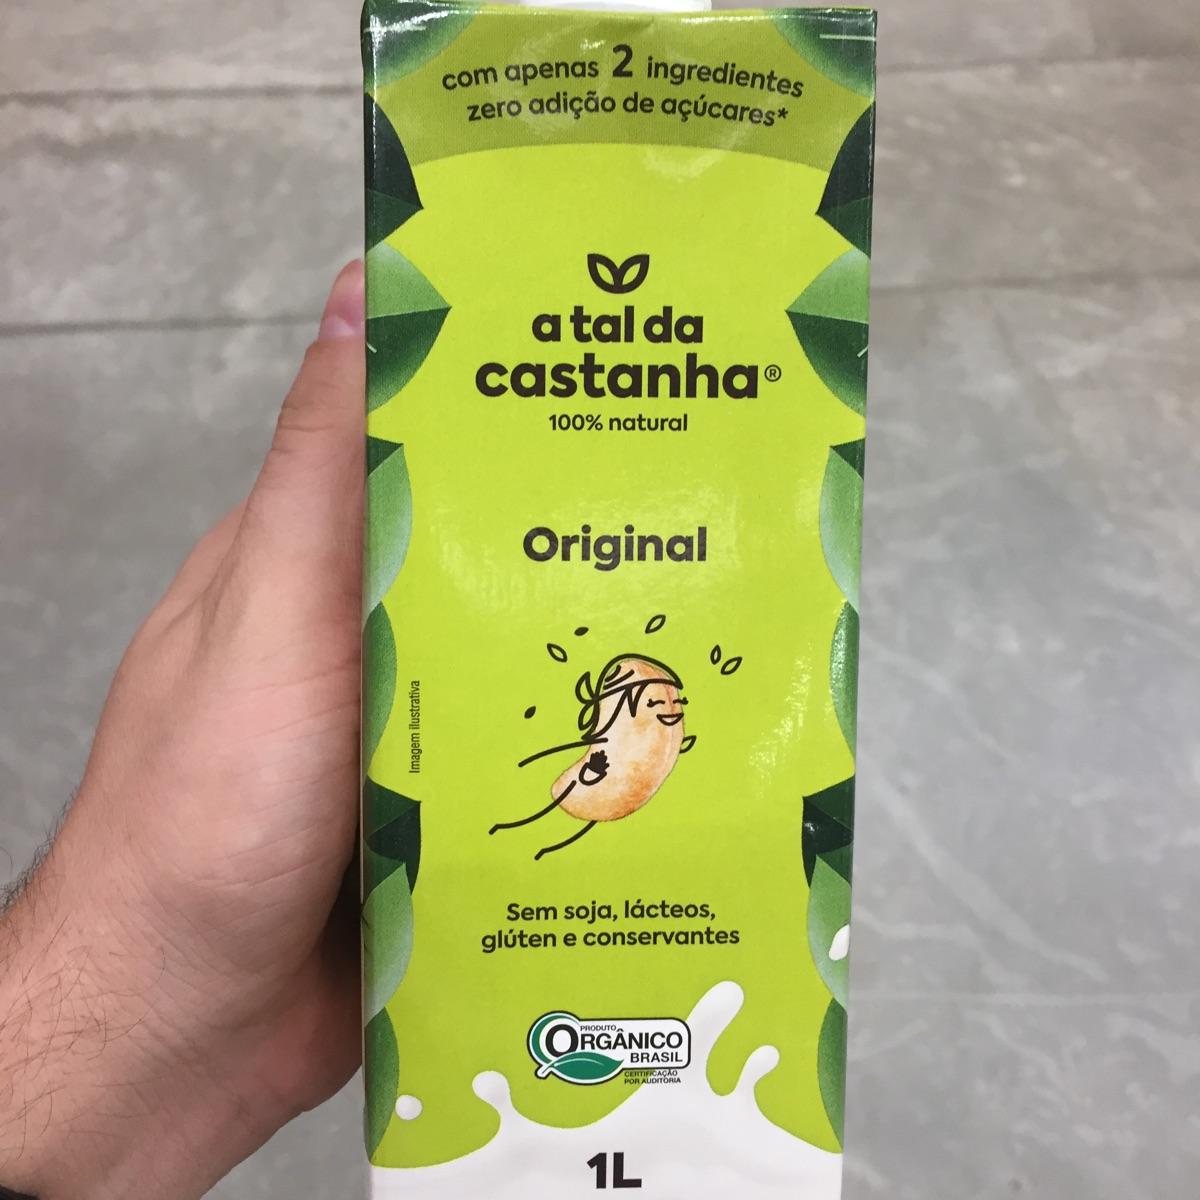 com apenas 2 ingredientes
zero adição de açúcares*
a tal da
castanha®
100% natural
Original
Imagem ilustrativa
Sem soja, lácteos,
glúten e conservantes
PRODUTO
ORGÂNICO
BRASIL
CERTIFICAÇÃO
POR AUDITORIA
1L